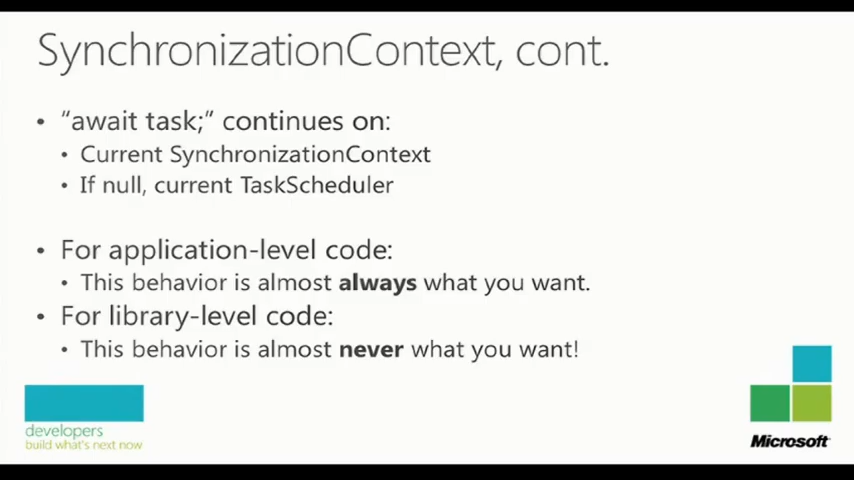 SynchronizationContext, cont.
• “await task;” continues on:
• Current SynchronizationContext
• If null, current TaskScheduler
• For application-level code:
• This behavior is almost always what you want.
• For library-level code:
• This behavior is almost never what you want!
developers
build what's next now
Microsoft